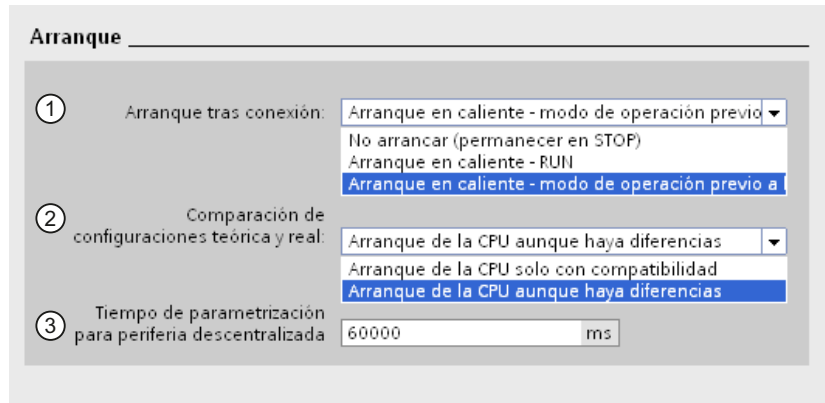 Arranque
① Arranque tras conexión: Arranque en caliente - modo de operación previo
No arrancar (permanecer en STOP)
Arranque en caliente - RUN
Arranque en caliente - modo de operación previo a
② Comparación de
configuraciones teórica y real: Arranque de la CPU aunque haya diferencias
Arranque de la CPU solo con compatibilidad
Arranque de la CPU aunque haya diferencias
③ Tiempo de parametrización
para periferia descentralizada 60000 ms